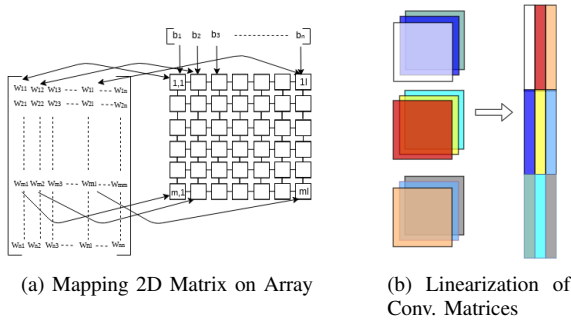 b1 b2 b3 bn
W11 W12 W13 W1l W1n
W21 W22 W23 W2l W2n
Wm1 Wm2 Wm3 Wml Wmn
Wn1 Wn2 Wn3 Wnl Wnn
1,1 1l
m,1 ml
(a) Mapping 2D Matrix on Array
(b) Linearization of
Conv. Matrices